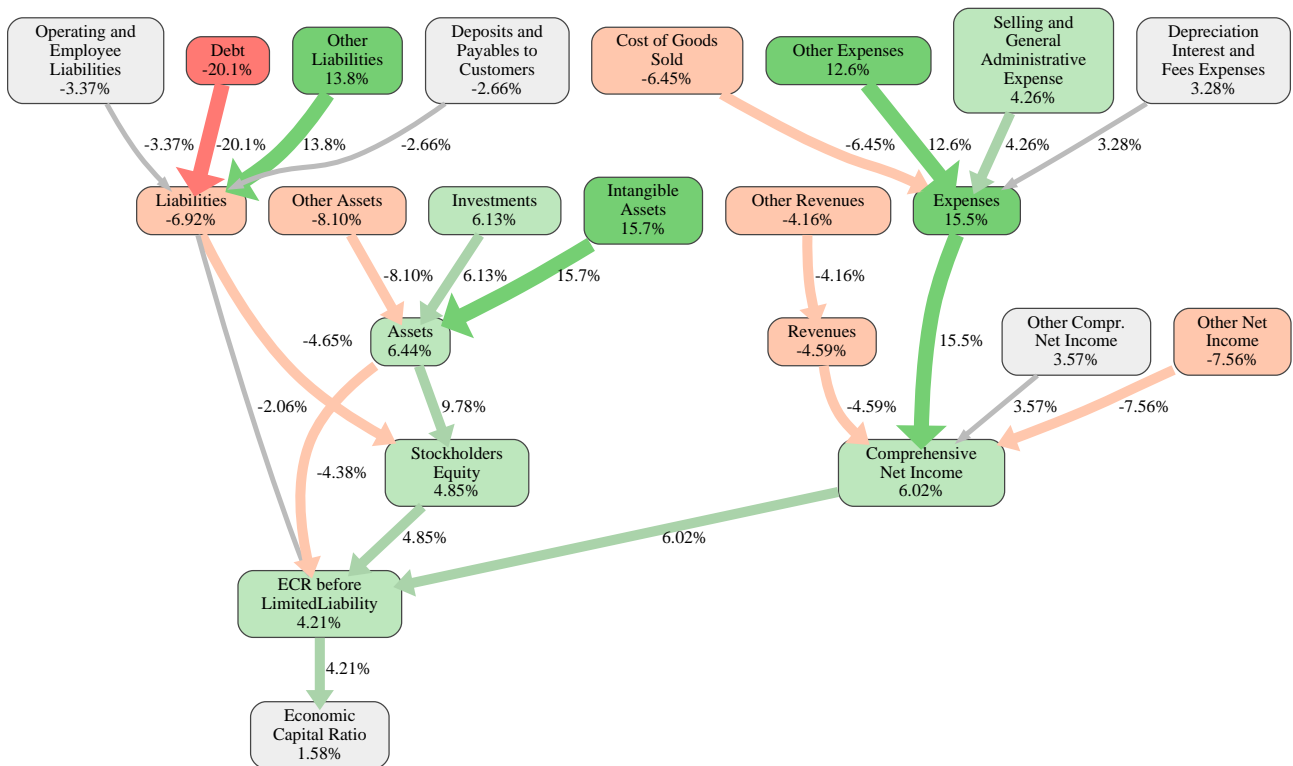 Operating and
Employee
Liabilities
-3.37%
Debt
-20.1%
Other
Liabilities
13.8%
Deposits and
Payables to
Customers
-2.66%
Cost of Goods
Sold
-6.45%
Other Expenses
12.6%
Selling and
General
Administrative
Expense
4.26%
Depreciation
Interest and
Fees Expenses
3.28%
-3.37%
-20.1%
13.8%
-2.66%
-6.45%
12.6%
4.26%
3.28%
Liabilities
-6.92%
Other Assets
-8.10%
Investments
6.13%
Intangible
Assets
15.7%
Other Revenues
-4.16%
Expenses
15.5%
-8.10%
6.13%
15.7%
-4.16%
-4.65%
Assets
6.44%
Revenues
-4.59%
15.5%
Other Compr.
Net Income
3.57%
Other Net
Income
-7.56%
-2.06%
9.78%
-4.59%
3.57%
-7.56%
-4.38%
Stockholders
Equity
4.85%
Comprehensive
Net Income
6.02%
4.85%
6.02%
ECR before
LimitedLiability
4.21%
4.21%
Economic
Capital Ratio
1.58%